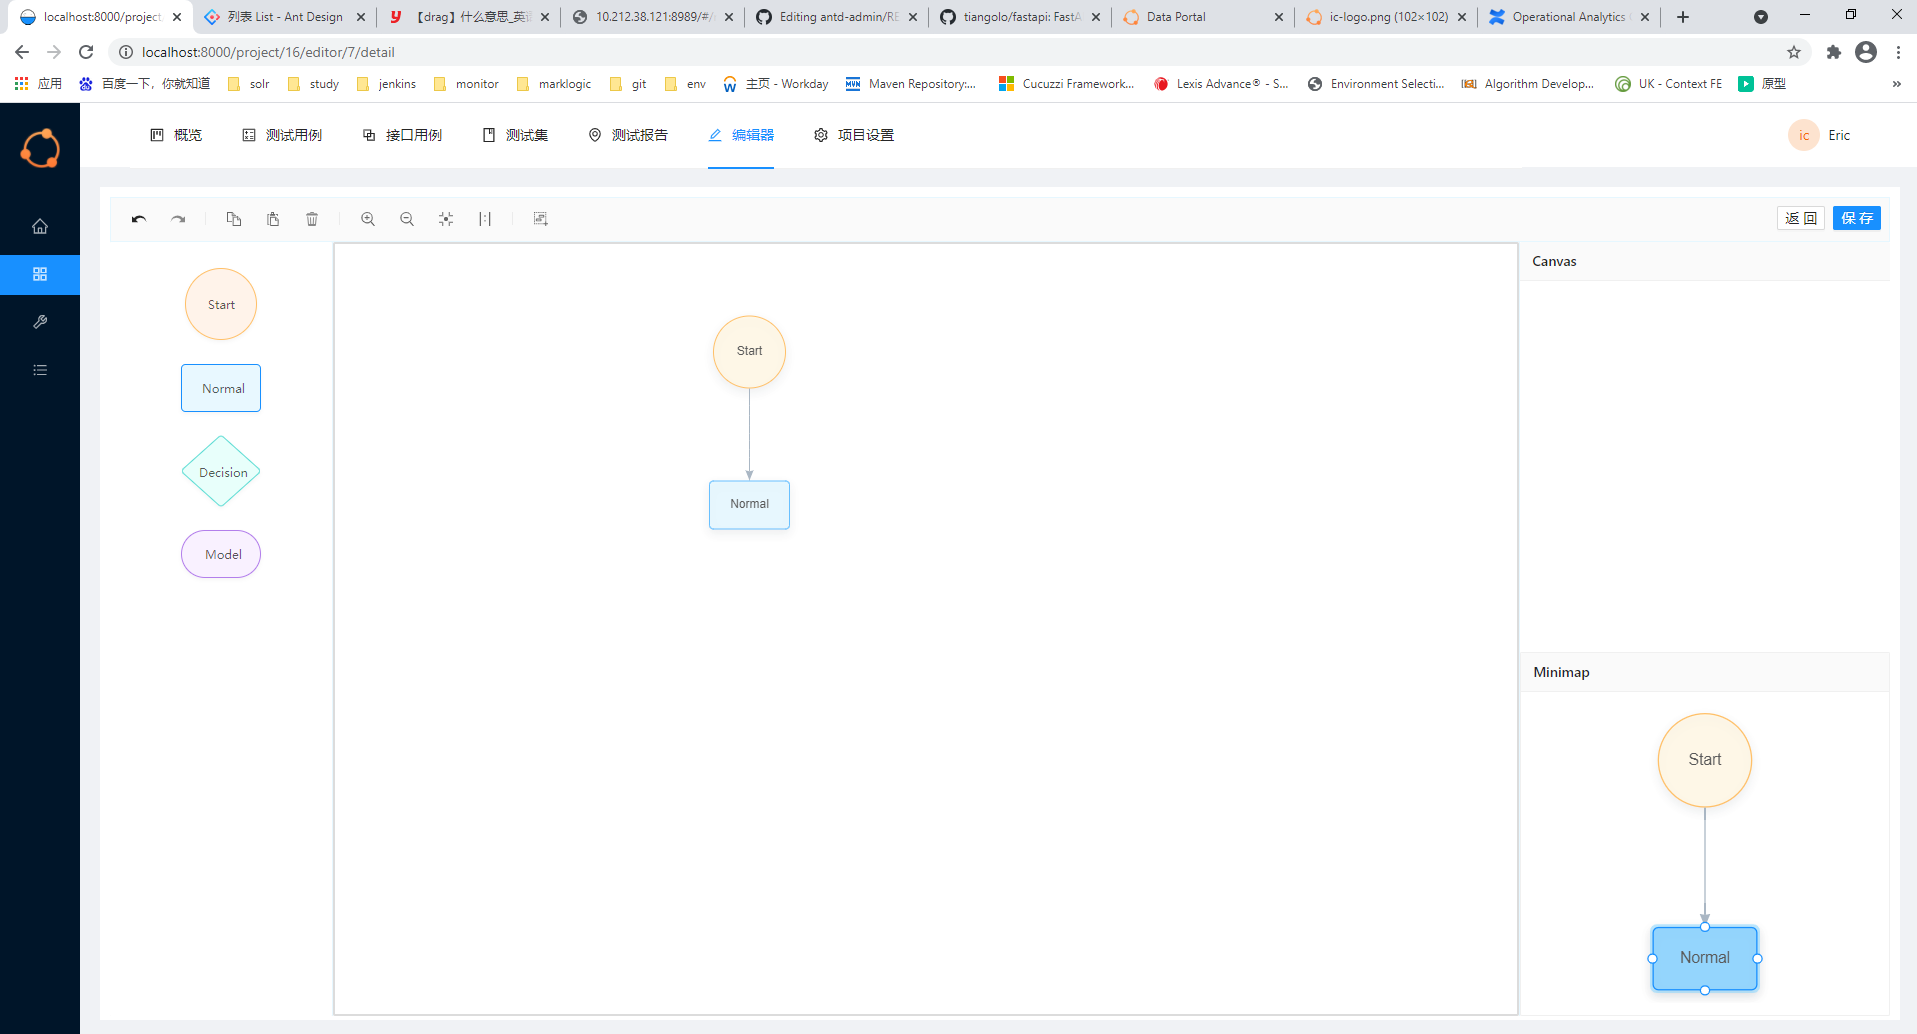 localhost:8000/project
列表 List - Ant Design
【drag】什么意思_英语
10.212.38.121:8989/#/
Editing antd-admin/RE
tiangolo/fastapi: FastA
Data Portal
ic-logo.png (102×102)
Operational Analytics
localhost:8000/project/16/editor/7/detail
应用
百度一下，你就知道
solr
study
jenkins
monitor
marklogic
git
env
主页 - Workday
Maven Repository:...
Cucuzzi Framework...
Lexis Advance® - S...
Environment Selecti...
Algorithm Develop...
UK - Context FE
原型
概览
测试用例
接口用例
测试集
测试报告
编辑器
项目设置
ic
Eric
返 回
保 存
Start
Normal
Decision
Model
Start
Normal
Canvas
Minimap
Start
Normal